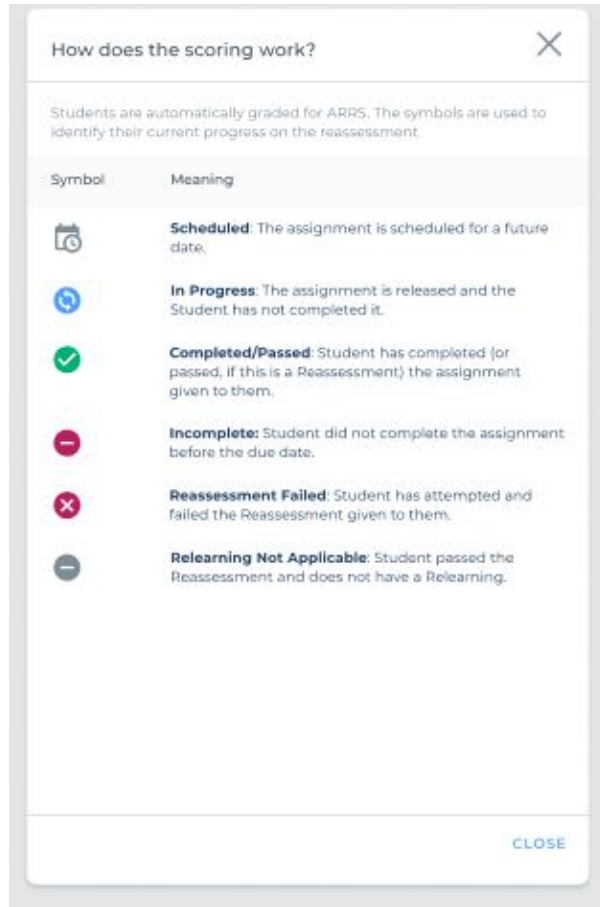 How does the scoring work?
Students are automatically graded for ARRS. The symbols are used to
identify their current progress on the reassessment
Symbol Meaning
Scheduled: The assignment is scheduled for a future
date.
In Progress: The assignment is released and the
Student has not completed it.
Completed/Passed: Student has completed (or
passed, if this is a Reassessment) the assignment
given to them.
Incomplete: Student did not complete the assignment
before the due date.
Reassessment Failed: Student has attempted and
failed the Reassessment given to them.
Relearning Not Applicable: Student passed the
Reassessment and does not have a Relearning.
CLOSE